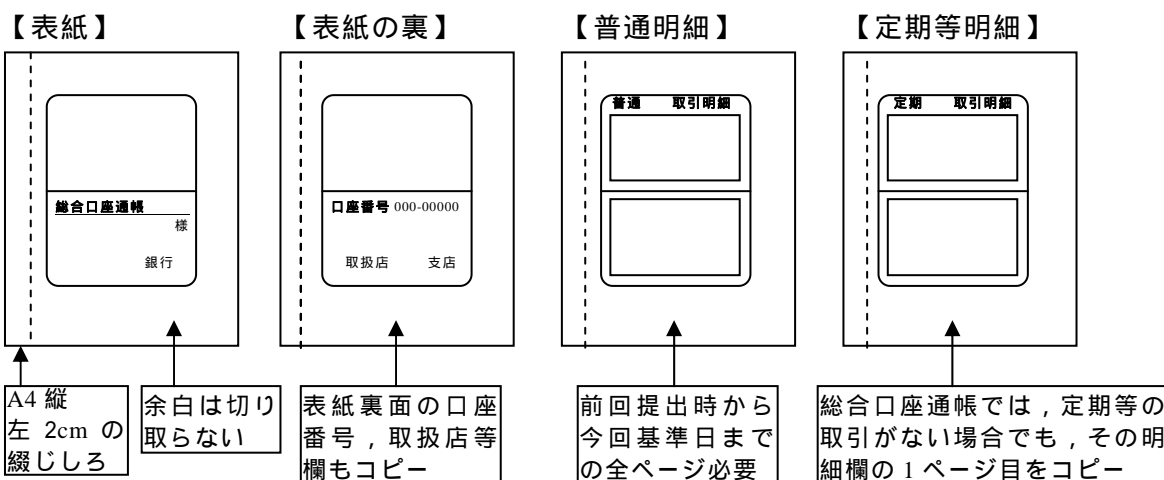 【表紙】
【表紙の裏】
【普通明細】
【定期等明細】
総合口座通帳
様
銀行
口座番号 000-00000
取扱店 支店
普通 取引明細
定期 取引明細
A4 縦
左 2cm の
綴じしろ
余白は切り
取らない
表紙裏面の口座
番号，取扱店等
欄もコピー
前回提出時から
今回基準日まで
の全ページ必要
総合口座通帳では，定期等の
取引がない場合でも，その明
細欄の 1 ページ目をコピー